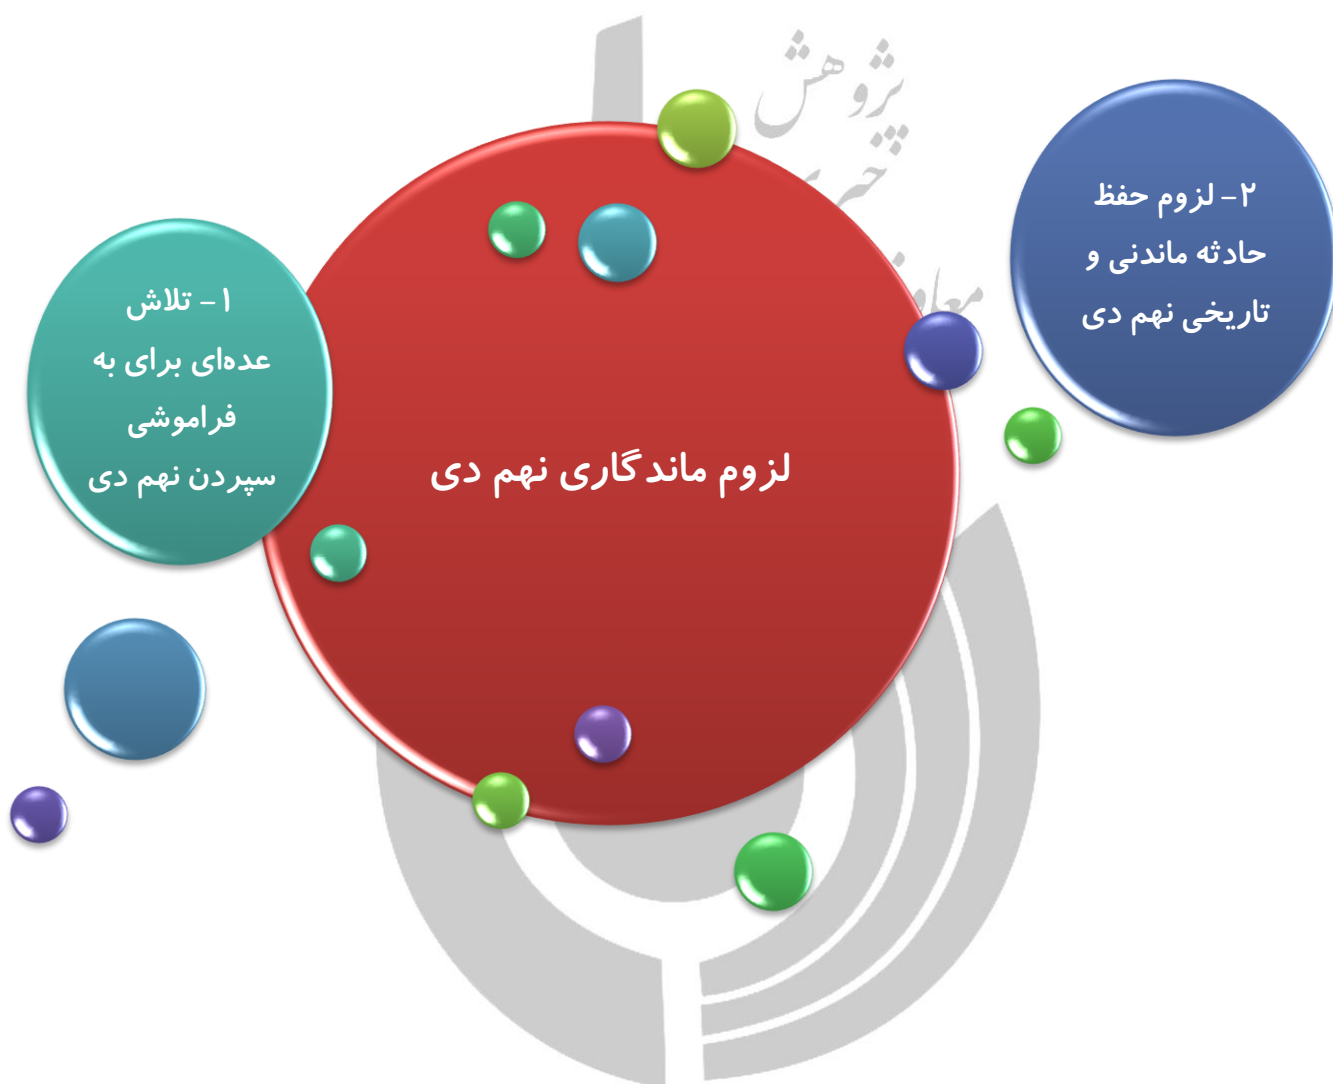 پژوهش
لزوم ماندگاری نهم دی
۱- تلاش
عده‌ای برای به
فراموشی
سپردن نهم دی
۲- لزوم حفظ
حادثه ماندنی و
تاریخی نهم دی